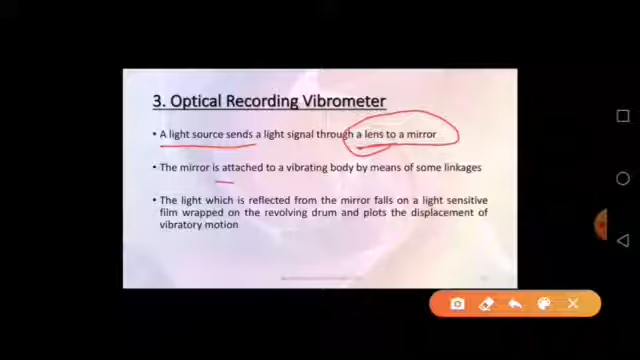 3. Optical Recording Vibrometer
• A light source sends a light signal through a lens to a mirror
• The mirror is attached to a vibrating body by means of some linkages
• The light which is reflected from the mirror falls on a light sensitive
film wrapped on the revolving drum and plots the displacement of
vibratory motion